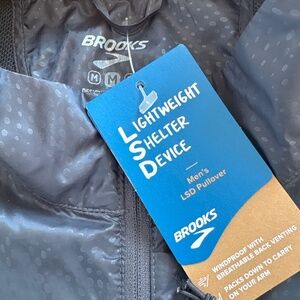 BROOKS
M M
LIGHTWEIGHT
SHELTER
DEVICE
Men's
LSD Pullover
BROOKS
WINDPROOF WITH
BREATHABLE BACK VENTING
PACKS DOWN TO CARRY
ON YOUR ARM